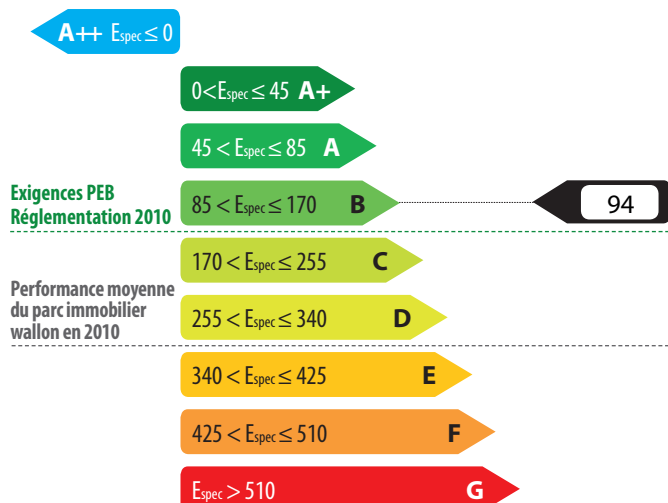 A++ Espec ≤ 0
0<Espec ≤ 45 A+
45 < Espec ≤ 85 A
Exigences PEB
Réglementation 2010
85 < Espec ≤ 170 B
94
170 < Espec ≤ 255 C
Performance moyenne
du parc immobilier
wallon en 2010
255 < Espec ≤ 340 D
340 < Espec ≤ 425 E
425 < Espec ≤ 510 F
Espec > 510 G